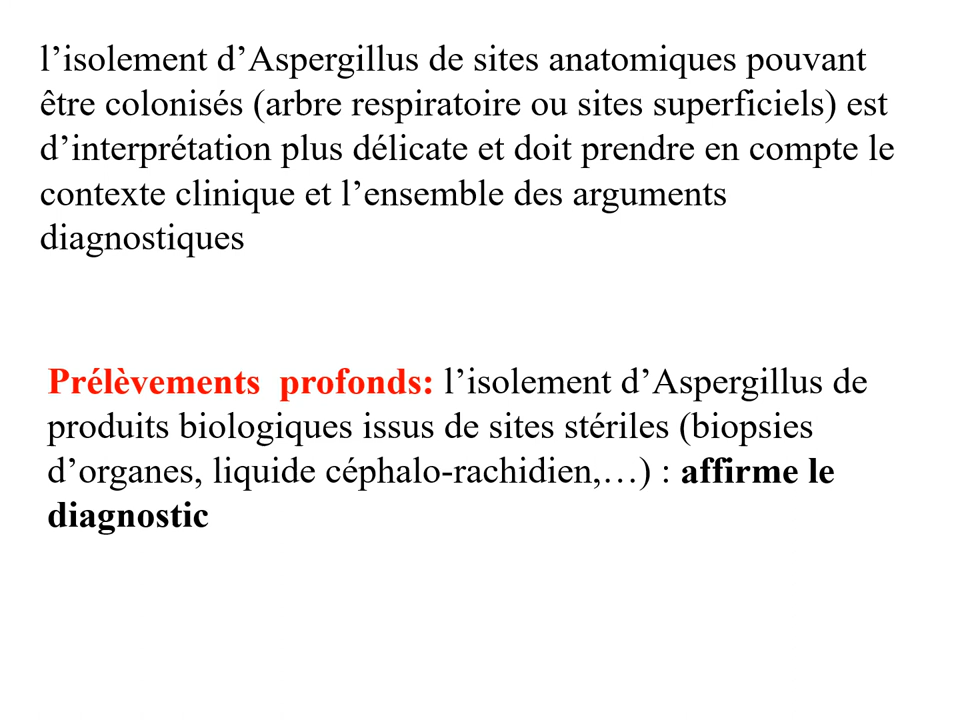 l’isolement d’Aspergillus de sites anatomiques pouvant
être colonisés (arbre respiratoire ou sites superficiels) est
d’interprétation plus délicate et doit prendre en compte le
contexte clinique et l’ensemble des arguments
diagnostiques
Prélèvements  profonds: l’isolement d’Aspergillus de
produits biologiques issus de sites stériles (biopsies
d’organes, liquide céphalo-rachidien,…) : affirme le
diagnostic